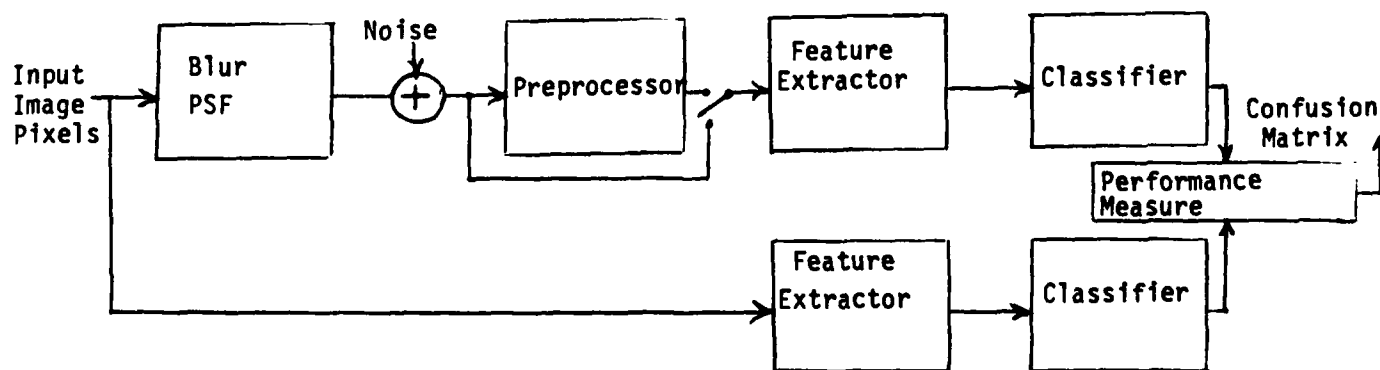 Input
Image
Pixels
Blur
PSF
Noise
+
Preprocessor
Feature
Extractor
Classifier
Confusion
Matrix
Performance
Measure
Feature
Extractor
Classifier